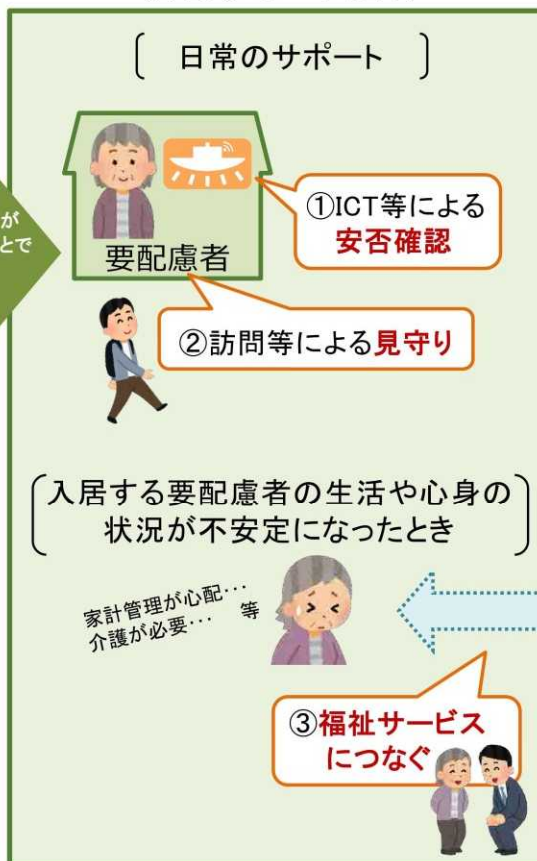 〔 日常のサポート 〕
が
とで
要配慮者
①ICT等による
安否確認
②訪問等による見守り
〔入居する要配慮者の生活や心身の
状況が不安定になったとき〕
家計管理が心配…
介護が必要… 等
③福祉サービス
につなぐ